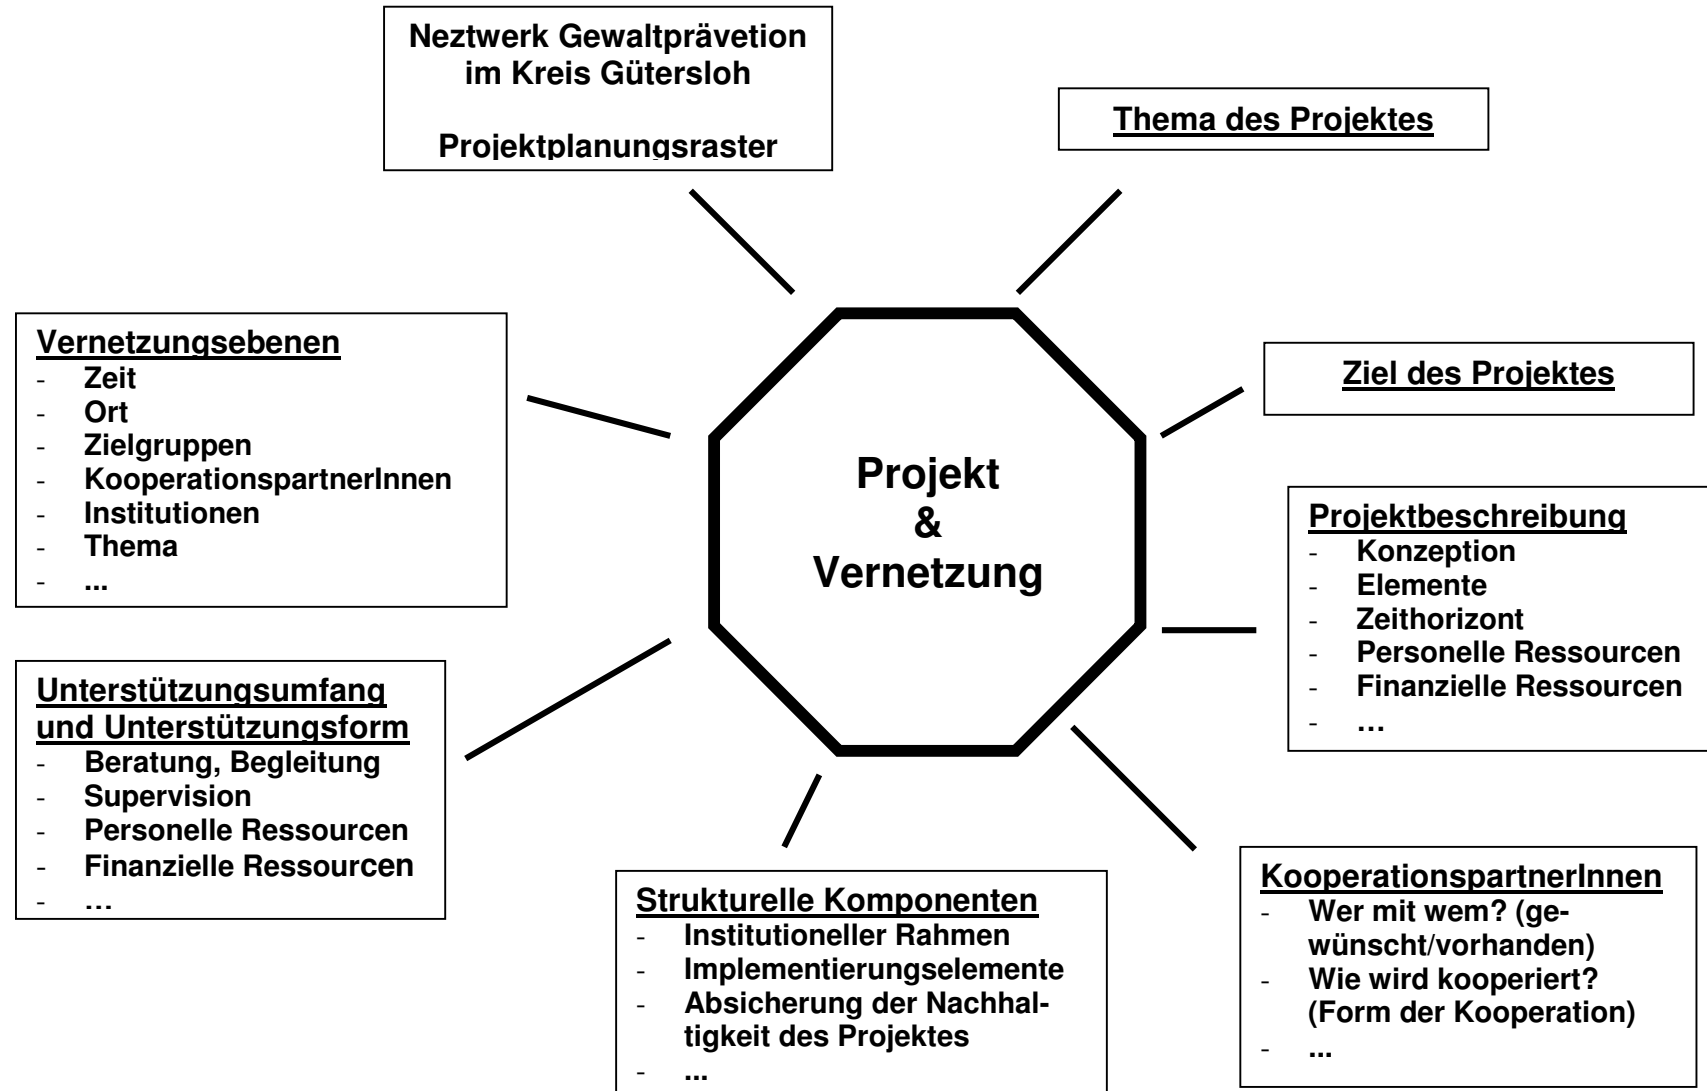 Neztwerk Gewaltprävetion
im Kreis Gütersloh
Projektplanungsraster
Thema des Projektes
Ziel des Projektes
Projektbeschreibung
- Konzeption
- Elemente
- Zeithorizont
- Personelle Ressourcen
- Finanzielle Ressourcen
- ...
KooperationspartnerInnen
- Wer mit wem? (ge-
wünscht/vorhanden)
- Wie wird kooperiert?
(Form der Kooperation)
- ...
Strukturelle Komponenten
- Institutioneller Rahmen
- Implementierungselemente
- Absicherung der Nachhal-
tigkeit des Projektes
- ...
Unterstützungsumfang
und Unterstützungsform
- Beratung, Begleitung
- Supervision
- Personelle Ressourcen
- Finanzielle Ressourcen
- ...
Vernetzungsebenen
- Zeit
- Ort
- Zielgruppen
- KooperationspartnerInnen
- Institutionen
- Thema
- ...
Projekt
&
Vernetzung